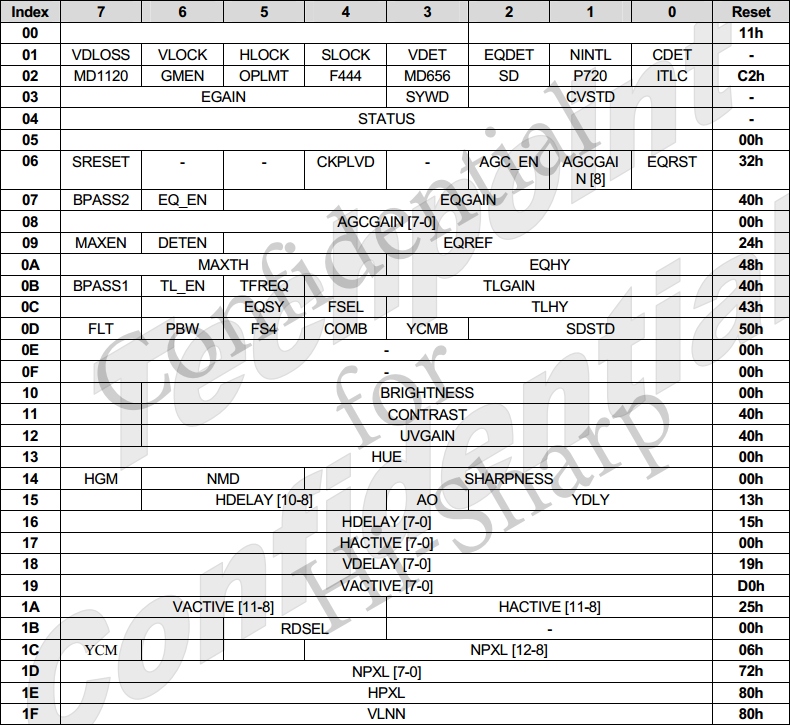 Index 7 6 5 4 3 2 1 0 Reset
00 11h
01 VDLOSS VLOCK HLOCK SLOCK VDET EQDET NINTL CDET -
02 MD1120 GMEN OPLMT F444 MD656 SD P720 ITLC C2h
03 EGAIN SYWD CVSTD -
04 STATUS -
05 00h
06 SRESET - - CKPLVD - AGC_EN AGCGAI EQRST 32h
N [8]
07 BPASS2 EQ_EN EQGAIN 40h
08 AGCGAIN [7-0] 00h
09 MAXEN DETEN EQREF 24h
0A MAXTH EQHY 48h
0B BPASS1 TL_EN TFREQ TLGAIN 40h
0C EQSY FSEL TLHY 43h
0D FLT PBW FS4 COMB YCMB SDSTD 50h
0E - 00h
0F - 00h
10 BRIGHTNESS 00h
11 CONTRAST 40h
12 UVGAIN 40h
13 HUE 00h
14 HGM NMD SHARPNESS 00h
15 HDELAY [10-8] AO YDLY 13h
16 HDELAY [7-0] 15h
17 HACTIVE [7-0] 00h
18 VDELAY [7-0] 19h
19 VACTIVE [7-0] D0h
1A VACTIVE [11-8] HACTIVE [11-8] 25h
1B RDSEL - 00h
1C YCM NPXL [12-8] 06h
1D NPXL [7-0] 72h
1E HPXL 80h
1F VLNN 80h
Techpoint
Confidential
Confidential
for
Hi-Sharp